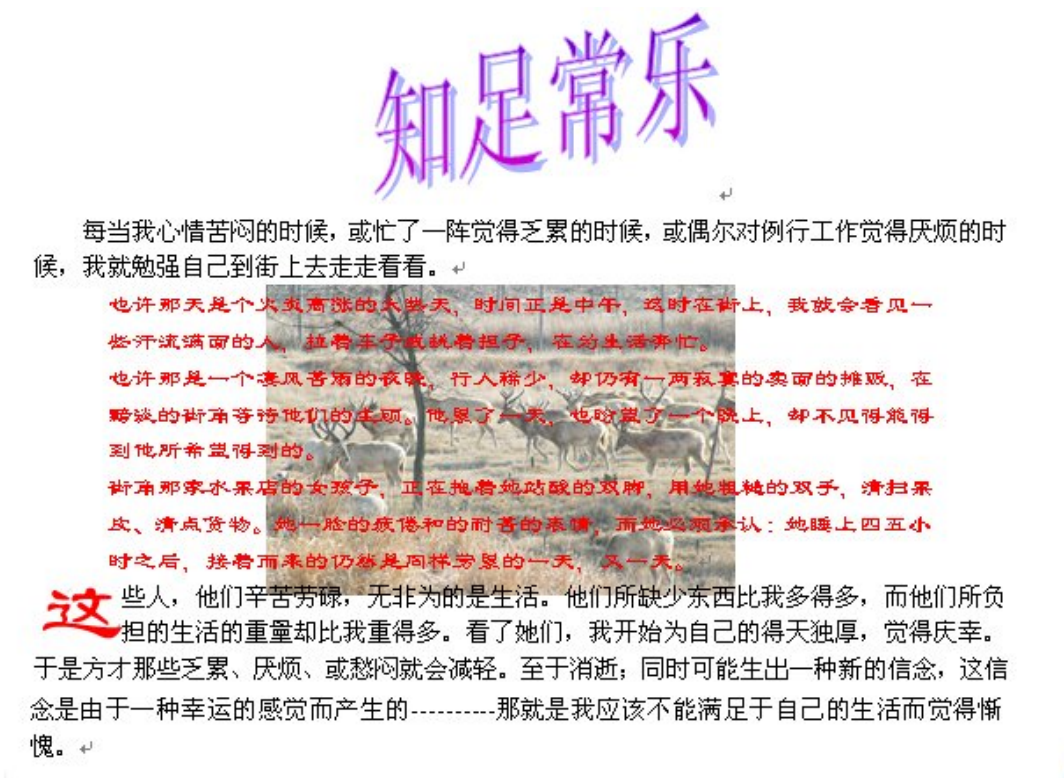 知足常乐
每当我心情苦闷的时候，或忙了一阵觉得乏累的时候，或偶尔对例行工作觉得厌烦的时
候，我就勉强自己到街上去走走看看。
也许那天是个火炎高涨的大热天，时间正是中午，这时在街上，我就会看见一
些汗流满面的人，拉着车子或挑着担子，在为生活奔忙。
也许那是一个凄风苦雨的夜晚，行人稀少，却仍有一两寂寞的卖面的摊贩，在
黯淡的街角等待他们的主顾。他累了一天，也盼望了一个晚上，却不见得能得
到他所希望得到的。
街角那家水果店的女孩子，正在拖着她站酸的双脚，用她粗糙的双手，清扫果
皮、清点货物。她一脸的疲倦和的耐苦的表情，而她必须承认：她睡上四五小
时之后，接着而来的仍然是同样劳累的一天，又一天。
这些人，他们辛苦劳碌，无非为的是生活。他们所缺少东西比我多得多，而他们所负
担的生活的重量却比我重得多。看了她们，我开始为自己的得天独厚，觉得庆幸。
于是方才那些乏累、厌烦、或愁闷就会减轻。至于消逝；同时可能生出一种新的信念，这信
念是由于一种幸运的感觉而产生的----------那就是我应该不能满足于自己的生活而觉得惭
愧。